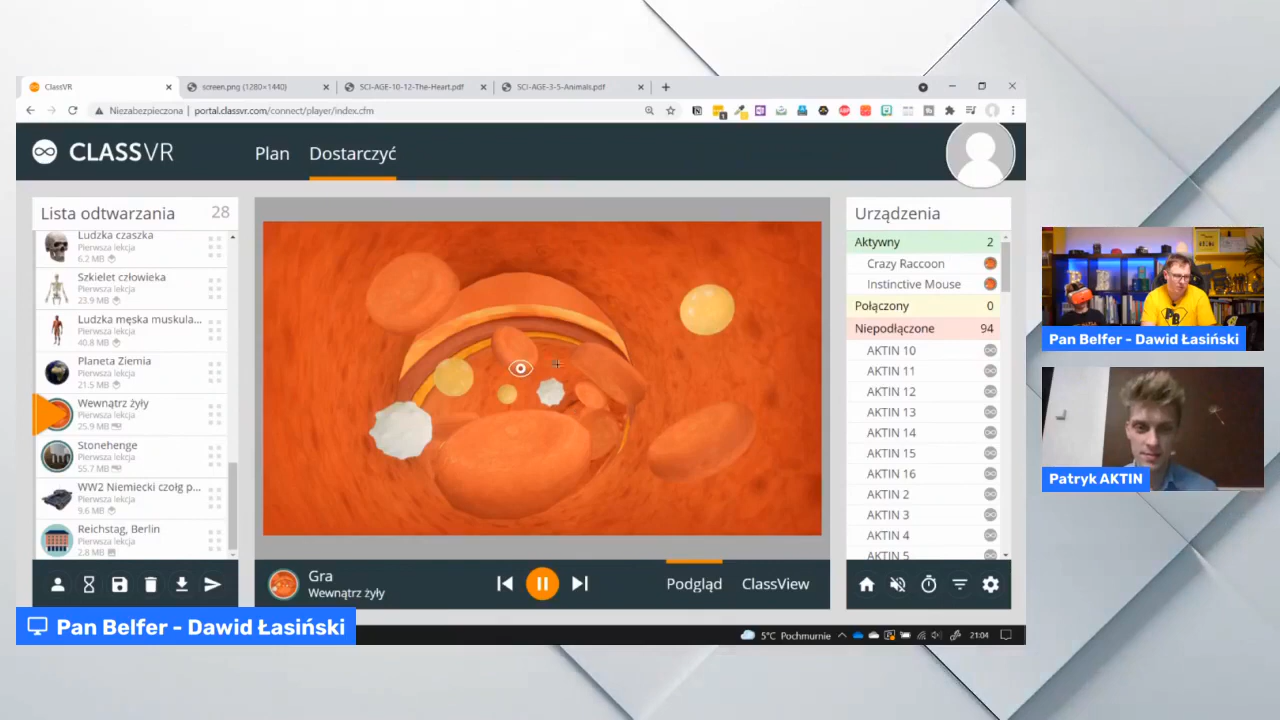 ClassVR
screen.png (1280×1440)
SCI-AGE-10-12-The-Heart.pdf
SCI-AGE-3-5-Animals.pdf
Niezabezpieczona
portal.classvr.com/connect/player/index.cfm
CLASSVR
Plan
Dostarczyć
Lista odtwarzania 28
Ludzka czaszka
Pierwsza lekcja
6.2 MB
Szkielet człowieka
Pierwsza lekcja
23.9 MB
Ludzka męska muskula...
Pierwsza lekcja
40.8 MB
Planeta Ziemia
Pierwsza lekcja
21.5 MB
Wewnątrz żyły
Pierwsza lekcja
25.9 MB
Stonehenge
Pierwsza lekcja
55.7 MB
WW2 Niemiecki czołg p...
Pierwsza lekcja
9.6 MB
Reichstag, Berlin
Pierwsza lekcja
2.8 MB
Gra
Wewnątrz żyły
Podgląd
ClassView
Urządzenia
Aktywny 2
Crazy Raccoon
Instinctive Mouse
Połączony 0
Niepodłączone 94
AKTIN 10
AKTIN 11
AKTIN 12
AKTIN 13
AKTIN 14
AKTIN 15
AKTIN 16
AKTIN 2
AKTIN 3
AKTIN 4
AKTIN 5
Pan Belfer - Dawid Łasiński
5°C Pochmurnie
21:04
Pan Belfer - Dawid Łasiński
Patryk AKTIN